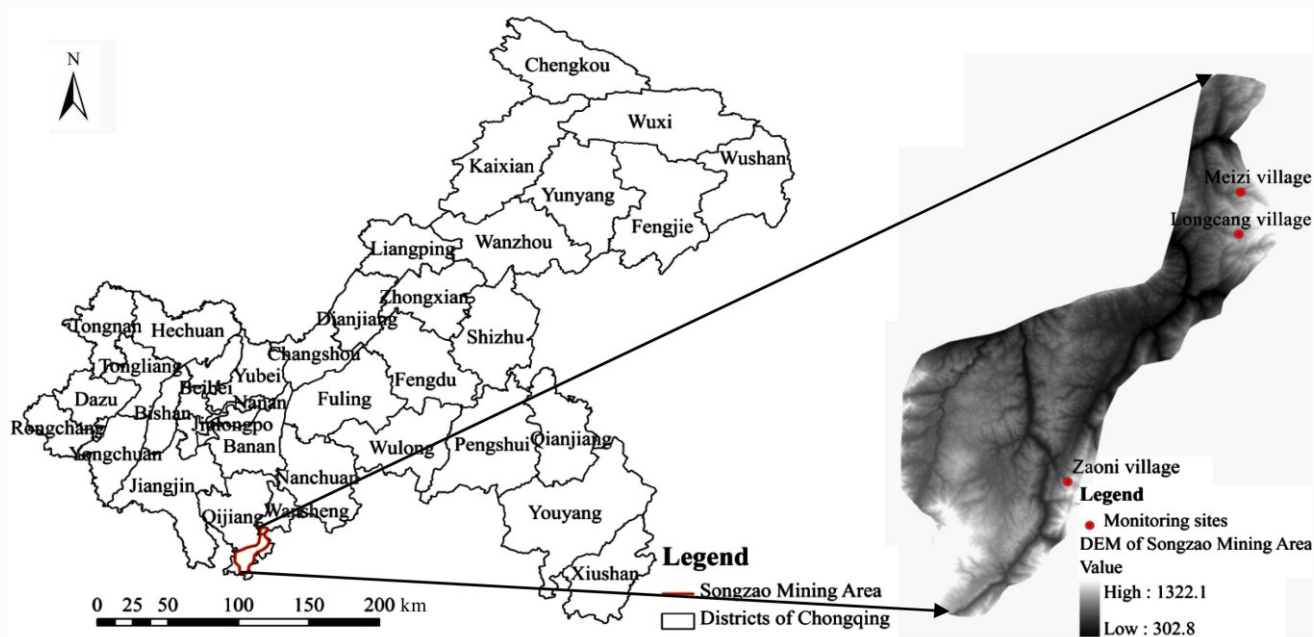 N
Chengkou
Wuxi
Wushan
Kaixian
Yunyang
Fengjie
Wanzhou
Liangping
Zhongxian
Dianjiang
Shizhu
Tongnan
Hechuan
Changshou
Tongliang
Yubei
Beibei
Fengdu
Dazu
Nanan
Fuling
Bishan
Rongchang
Jiulongpo
Banan
Wulong
Pengshui
Qianjiang
Yongchuan
Nanchuan
Jiangjin
Qijiang
Wansheng
Youyang
Xiushan
Legend
Songzao Mining Area
Districts of Chongqing
0 25 50 100 150 200 km
Meizi village
Longcang village
Zaoni village
Legend
Monitoring sites
DEM of Songzao Mining Area
Value
High : 1322.1
Low : 302.8